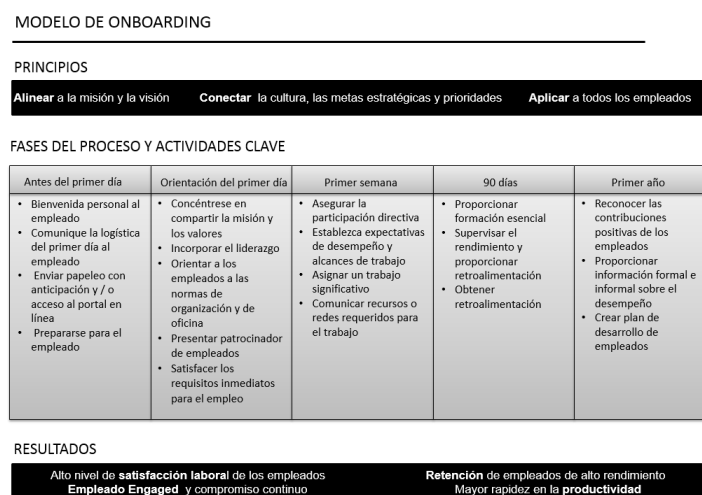 MODELO DE ONBOARDING
PRINCIPIOS
Alinear a la misión y la visión
Conectar la cultura, las metas estratégicas y prioridades
Aplicar a todos los empleados
FASES DEL PROCESO Y ACTIVIDADES CLAVE
Antes del primer día
• Bienvenida personal al
empleado
• Comunique la logística
del primer día al
empleado
• Enviar papeleo con
anticipación y / o
acceso al portal en
línea
• Prepararse para el
empleado
Orientación del primer día
• Concéntrese en
compartir la misión y
los valores
• Incorporar el liderazgo
• Orientar a los
empleados a las
normas de
organización y de
oficina
• Presentar patrocinador
de empleados
• Satisfacer los
requisitos inmediatos
para el empleo
Primer semana
• Asegurar la
participación directiva
• Establezca expectativas
de desempeño y
alcances de trabajo
• Asignar un trabajo
significativo
• Comunicar recursos o
redes requeridos para
el trabajo
90 días
• Proporcionar
formación esencial
• Supervisar el
rendimiento y
proporcionar
retroalimentación
• Obtener
retroalimentación
Primer año
• Reconocer las
contribuciones
positivas de los
empleados
• Proporcionar
información formal e
informal sobre el
desempeño
• Crear plan de
desarrollo de
empleados
RESULTADOS
Alto nivel de satisfacción laboral de los empleados
Empleado Engaged y compromiso continuo
Retención de empleados de alto rendimiento
Mayor rapidez en la productividad